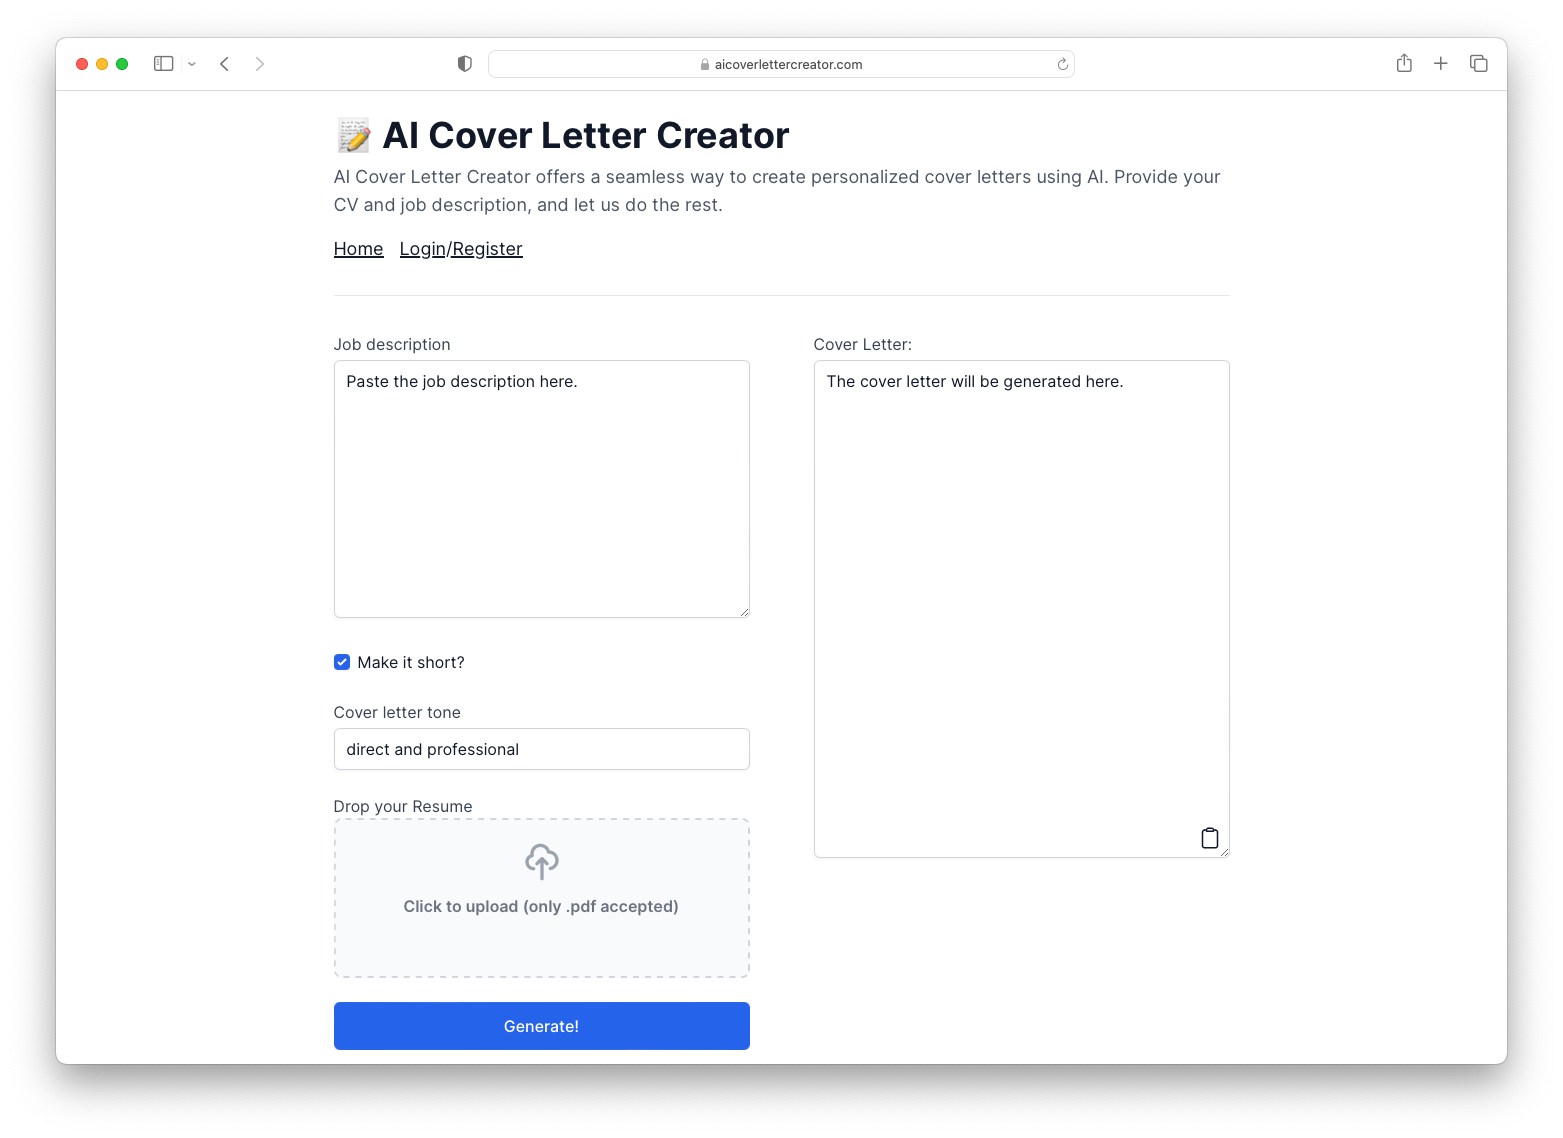 aicoverlettercreator.com
AI Cover Letter Creator
AI Cover Letter Creator offers a seamless way to create personalized cover letters using AI. Provide your
CV and job description, and let us do the rest.
Home Login/Register
Job description
Paste the job description here.
Make it short?
Cover letter tone
direct and professional
Drop your Resume
Click to upload (only .pdf accepted)
Generate!
Cover Letter:
The cover letter will be generated here.